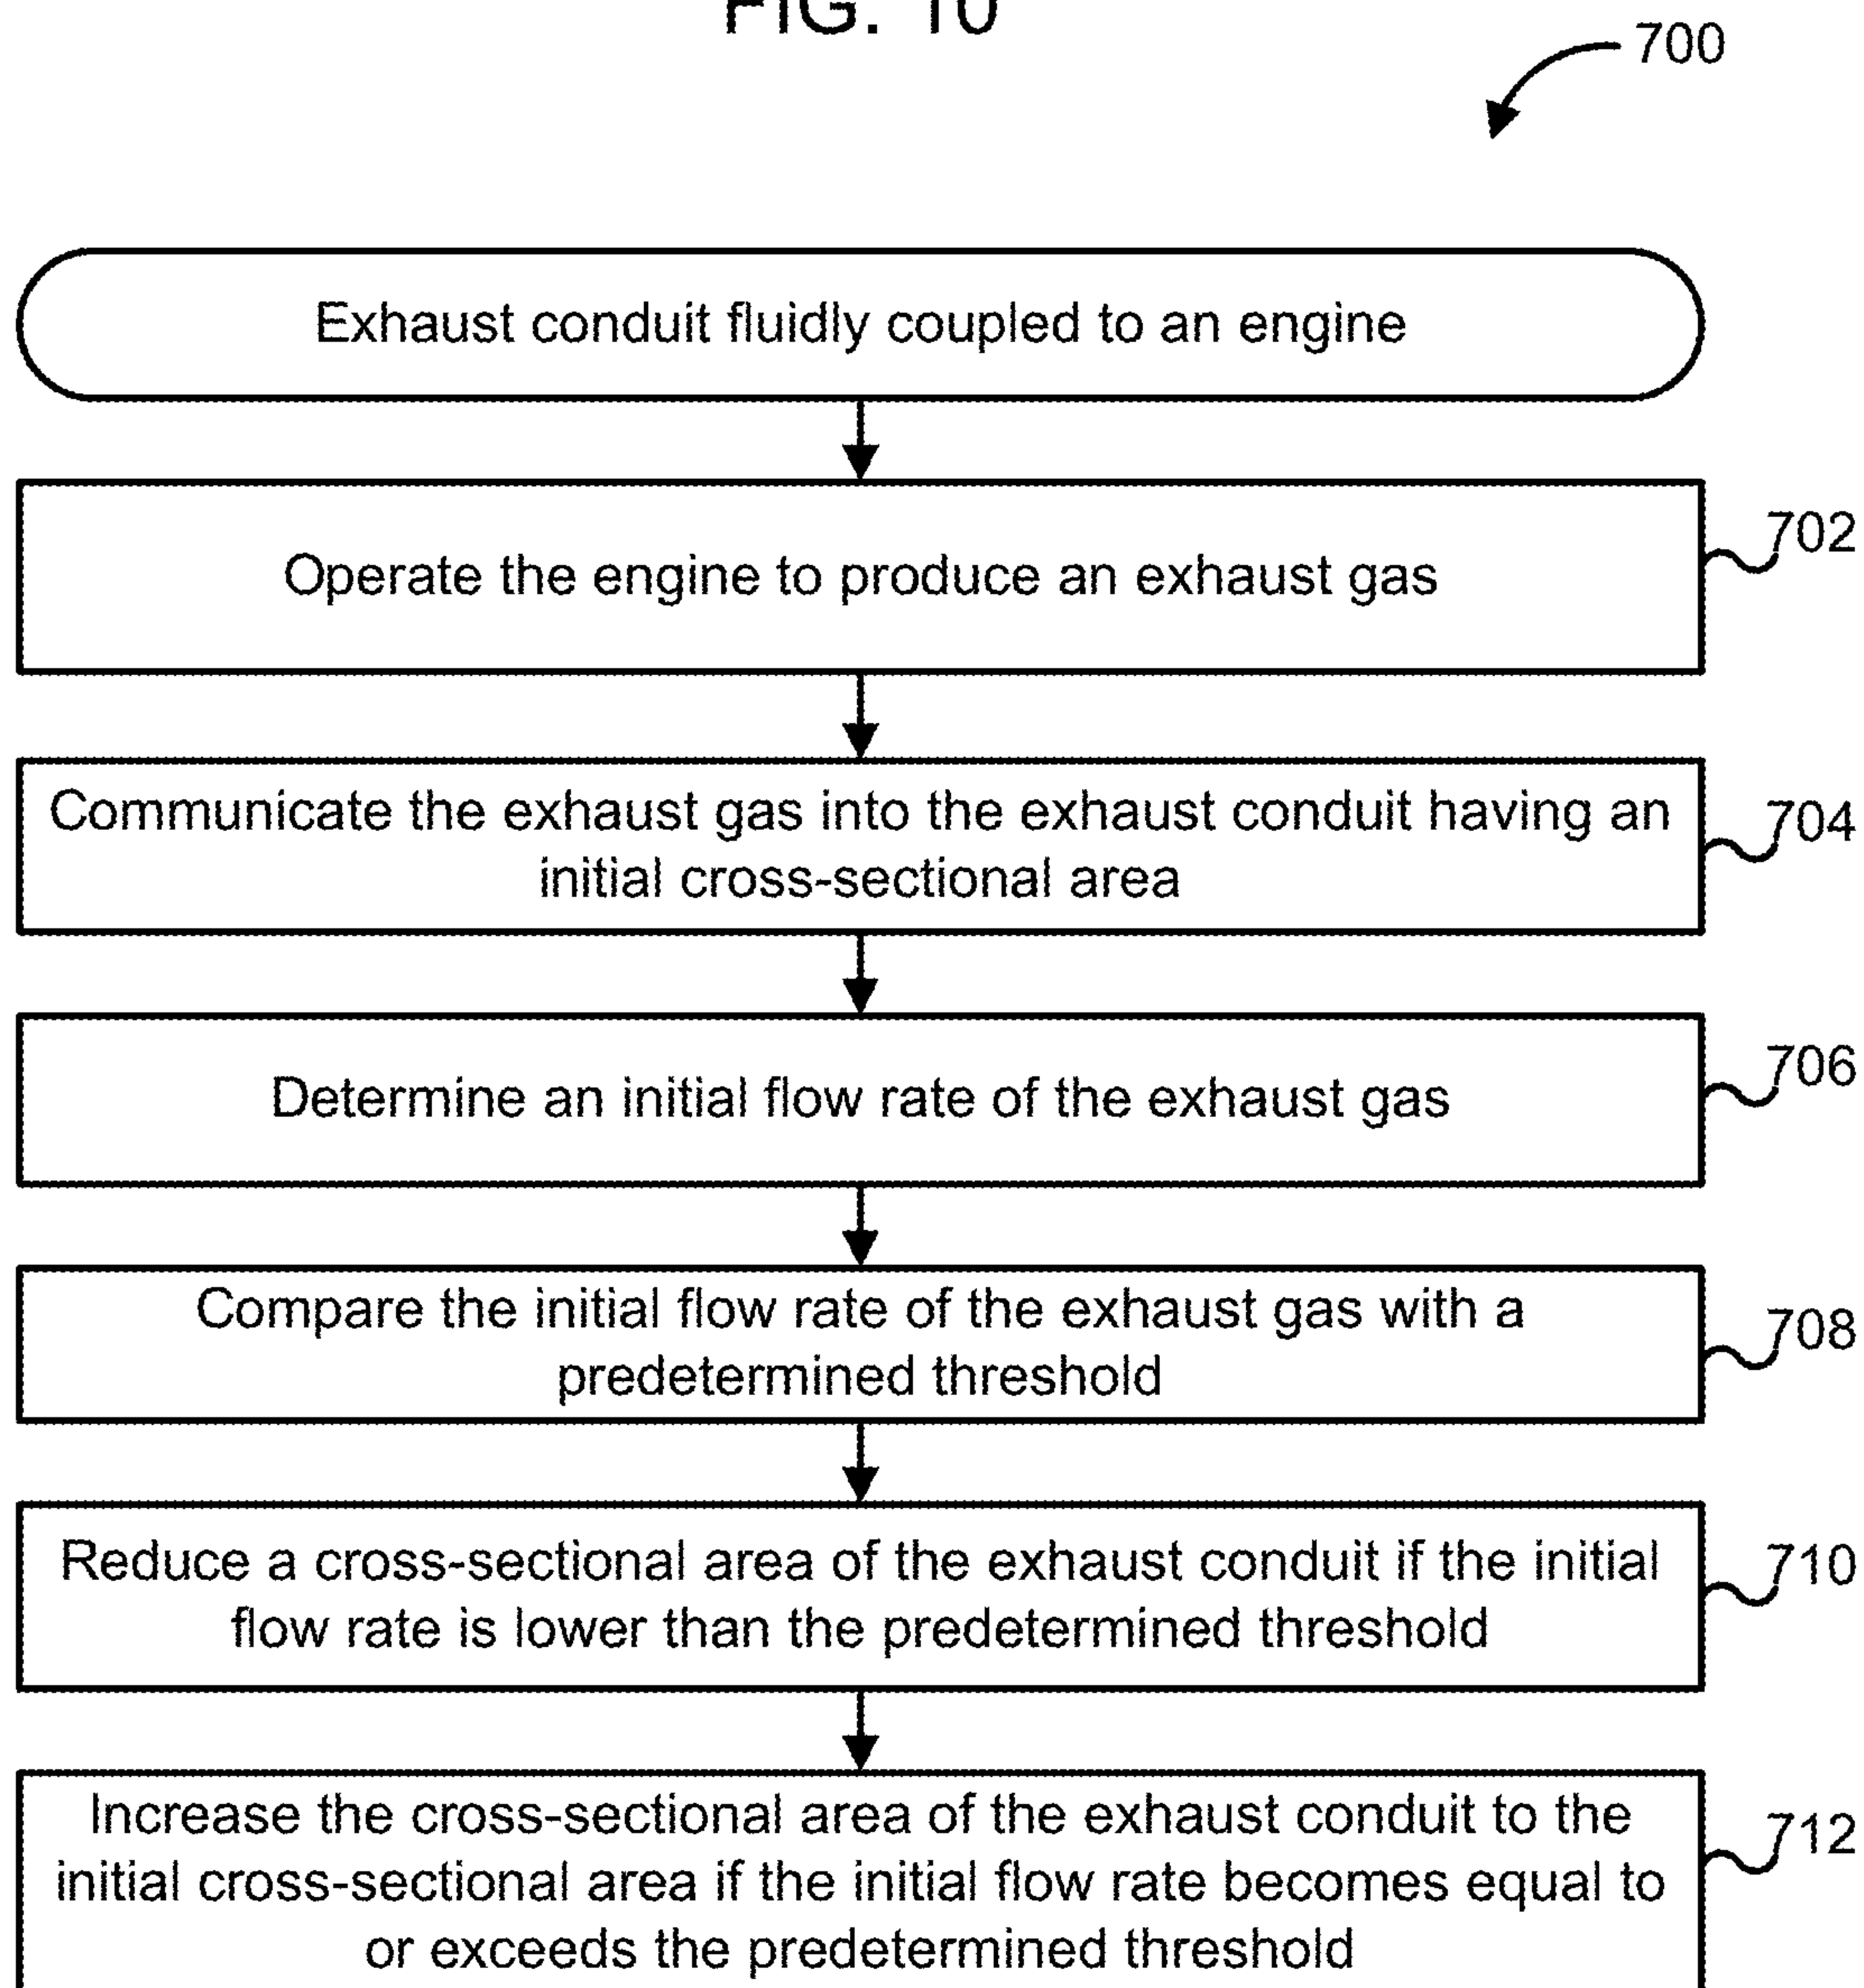 FIG. 10
700
Exhaust conduit fluidly coupled to an engine
Operate the engine to produce an exhaust gas
702
Communicate the exhaust gas into the exhaust conduit having an
initial cross-sectional area
704
Determine an initial flow rate of the exhaust gas
706
Compare the initial flow rate of the exhaust gas with a
predetermined threshold
708
Reduce a cross-sectional area of the exhaust conduit if the initial
flow rate is lower than the predetermined threshold
710
Increase the cross-sectional area of the exhaust conduit to the
initial cross-sectional area if the initial flow rate becomes equal to
or exceeds the predetermined threshold
712